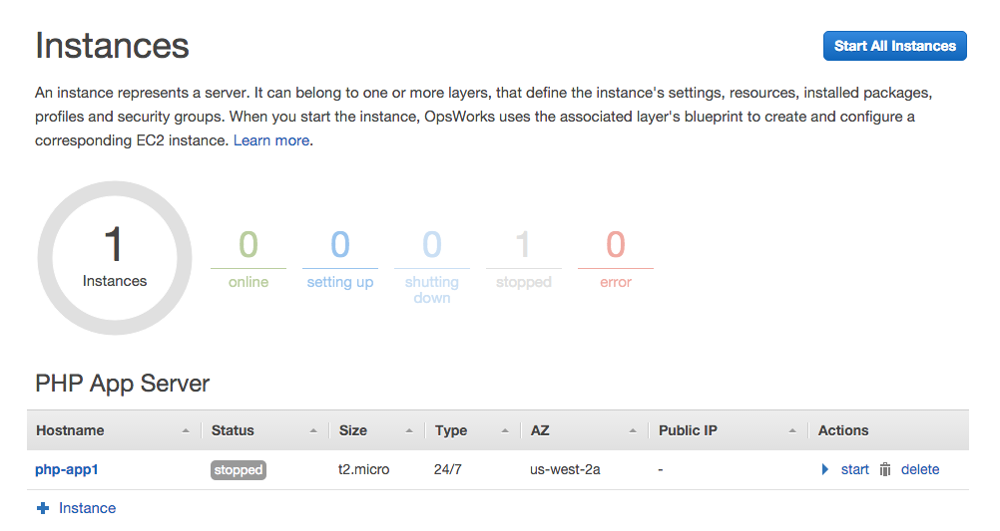 Instances
Start All Instances
An instance represents a server. It can belong to one or more layers, that define the instance's settings, resources, installed packages,
profiles and security groups. When you start the instance, OpsWorks uses the associated layer's blueprint to create and configure a
corresponding EC2 instance. Learn more.
1
Instances
0 0 0 1 0
online setting up shutting down stopped error
PHP App Server
Hostname Status Size Type AZ Public IP Actions
php-app1 stopped t2.micro 24/7 us-west-2a - start delete
Instance